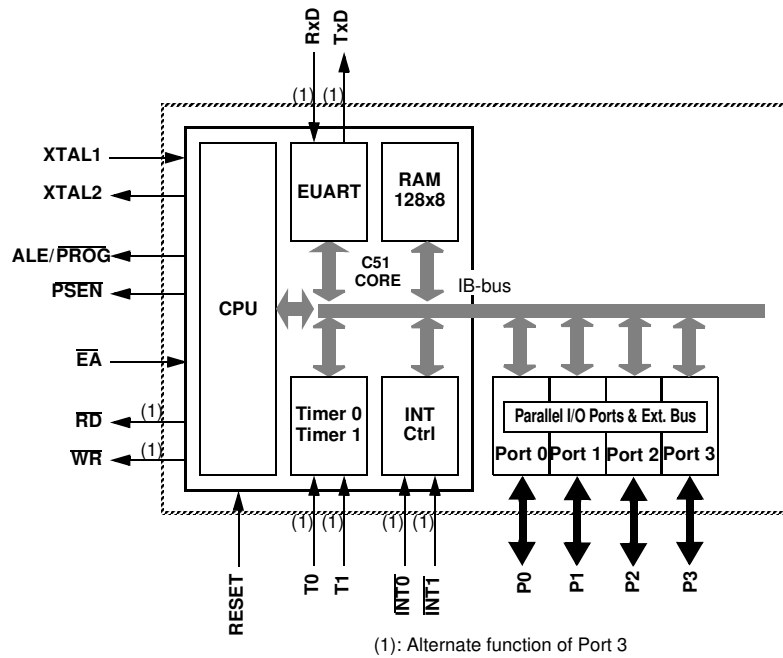 RxD
TxD
(1)
(1)
XTAL1
XTAL2
ALE/PROG
PSEN
EA
RD
(1)
WR
(1)
CPU
EUART
RAM
128x8
C51
CORE
IB-bus
Timer 0
Timer 1
INT
Ctrl
Parallel I/O Ports & Ext. Bus
Port 0
Port 1
Port 2
Port 3
(1)
(1)
(1)
(1)
RESET
T0
T1
INT0
INT1
P0
P1
P2
P3
(1): Alternate function of Port 3